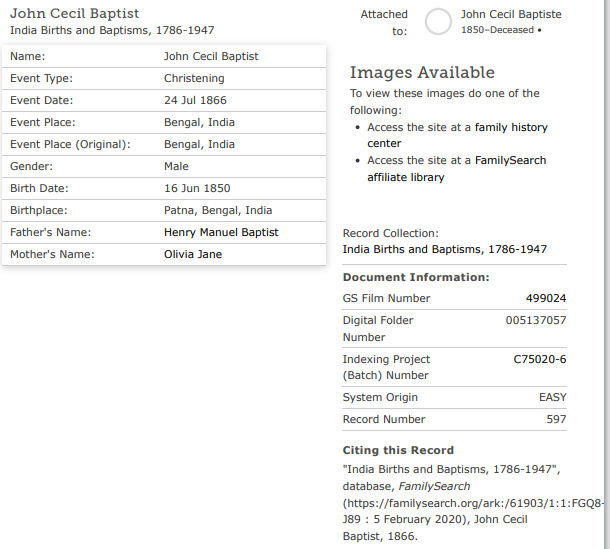 John Cecil Baptist
India Births and Baptisms, 1786-1947
Name: John Cecil Baptist
Event Type: Christening
Event Date: 24 Jul 1866
Event Place: Bengal, India
Event Place (Original): Bengal, India
Gender: Male
Birth Date: 16 Jun 1850
Birthplace: Patna, Bengal, India
Father's Name: Henry Manuel Baptist
Mother's Name: Olivia Jane
Attached to:
John Cecil Baptiste
1850–Deceased •
Images Available
To view these images do one of the
following:
• Access the site at a family history
center
• Access the site at a FamilySearch
affiliate library
Record Collection:
India Births and Baptisms, 1786-1947
Document Information:
GS Film Number 499024
Digital Folder Number 005137057
Indexing Project (Batch) Number C75020-6
System Origin EASY
Record Number 597
Citing this Record
"India Births and Baptisms, 1786-1947",
database, FamilySearch
(https://familysearch.org/ark:/61903/1:1:FGQ8-
J89 : 5 February 2020), John Cecil
Baptist, 1866.